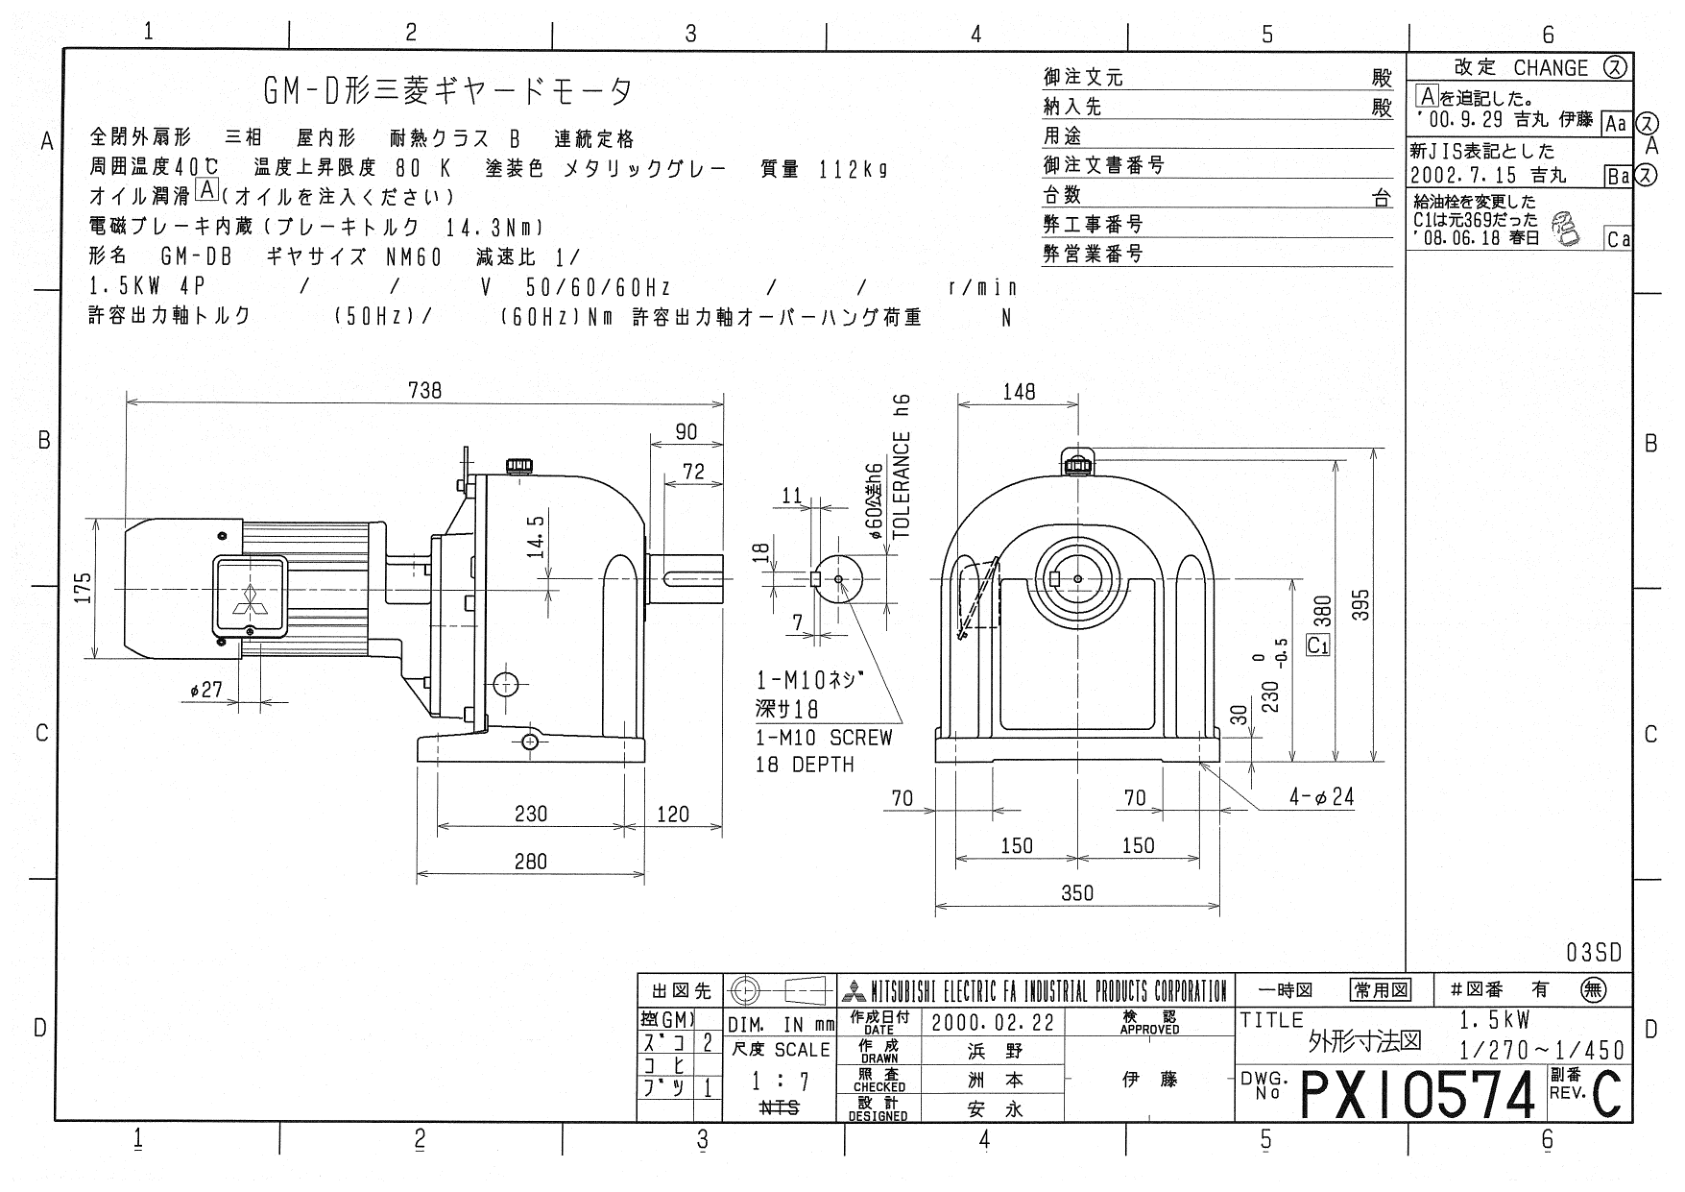 1 2 3 4 5 6
GM-D形三菱ギヤードモータ
全閉外扇形 三相 屋内形 耐熱クラス B 連続定格
周囲温度40℃ 温度上昇限度 80 K 塗装色 メタリックグレー 質量 112kg
オイル潤滑 A (オイルを注入ください)
電磁ブレーキ内蔵(ブレーキトルク 14.3Nm)
形名 GM-DB ギヤサイズ NM60 減速比 1/
1.5KW 4P / / V 50/60/60Hz / / r/min
許容出力軸トルク (50Hz)/ (60Hz)Nm 許容出力軸オーバーハング荷重 N
御注文元 殿
納入先 殿
用途
御注文書番号
台数 台
弊工事番号
弊営業番号
改定 CHANGE ス
Aを追記した。
'00.9.29 吉丸 伊藤 Aa ス
新JIS表記とした
2002.7.15 吉丸 Ba ス
給油栓を変更した
C1は元369だった
'08.06.18 春日 Ca
A
A
B
B
C
C
D
D
738
90
72
14.5
175
φ27
230
120
280
11
18
7
φ60公差h6
TOLERANCE h6
1-M10ネジ
深サ18
1-M10 SCREW
18 DEPTH
148
C1 380
395
230 0 -0.5
30
70
70
4-φ24
150
150
350
03SD
出図先
控(GM)
ズコ 2
コヒ
ブツ 1
DIM. IN mm
尺度 SCALE
1 : 7
NTS
MITSUBISHI ELECTRIC FA INDUSTRIAL PRODUCTS CORPORATION
作成日付 DATE
2000.02.22
検認 APPROVED
作成 DRAWN
浜野
照査 CHECKED
洲本
伊藤
設計 DESIGNED
安永
一時図 常用図 #図番 有 無
TITLE
外形寸法図
1.5kW
1/270~1/450
DWG. No
PX10574
副番 REV.
C
1 2 3 4 5 6